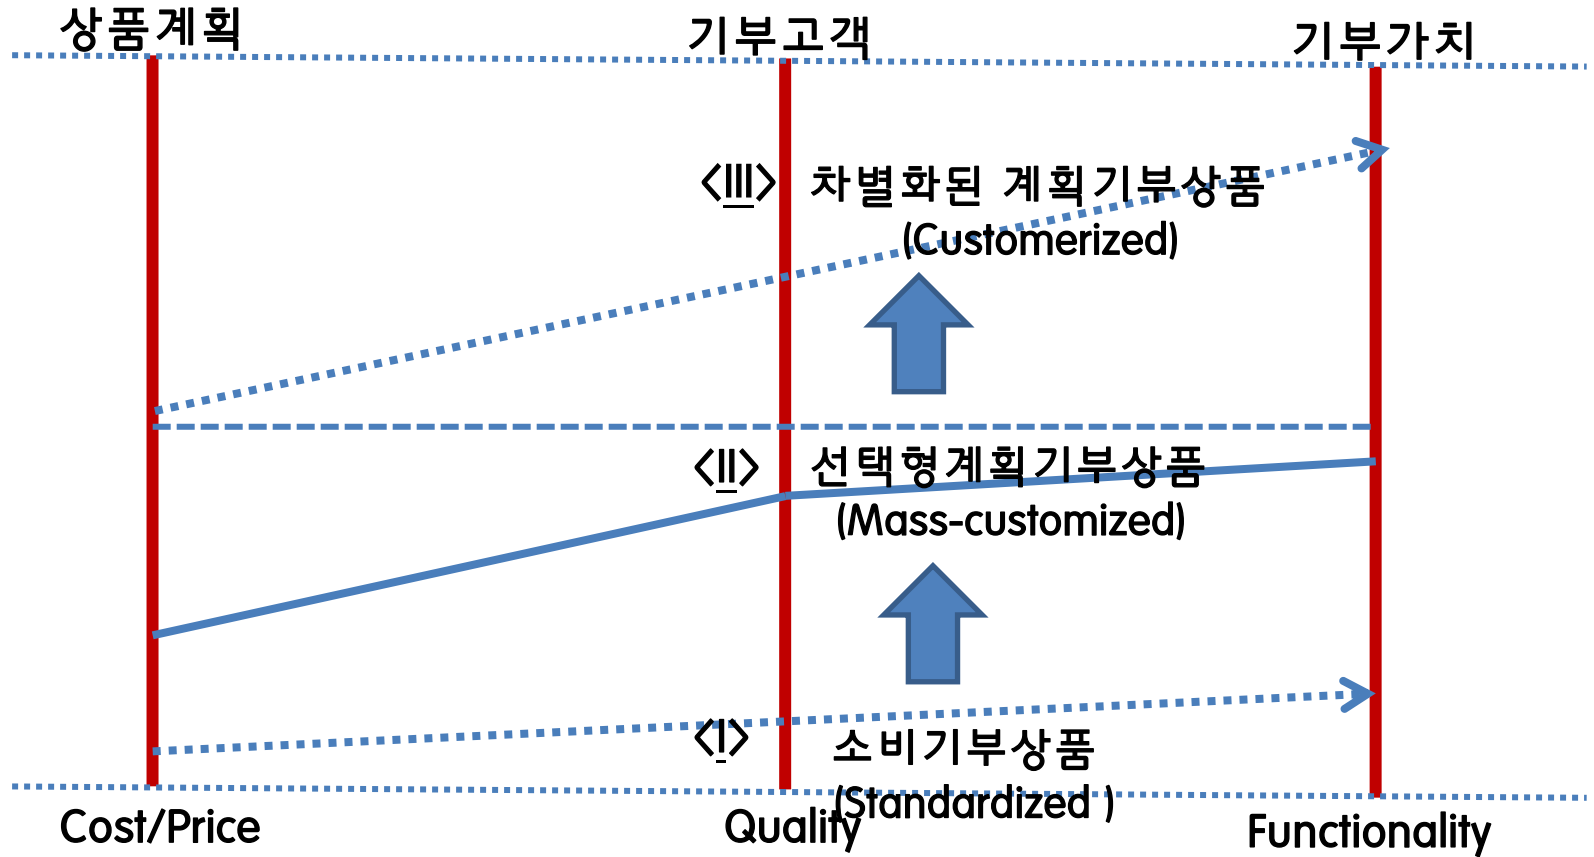 상품계획
기부고객
기부가치
<III> 차별화된 계획기부상품
(Customerized)
<II> 선택형계획기부상품
(Mass-customized)
<I> 소비기부상품
(Standardized )
Cost/Price
Quality
Functionality